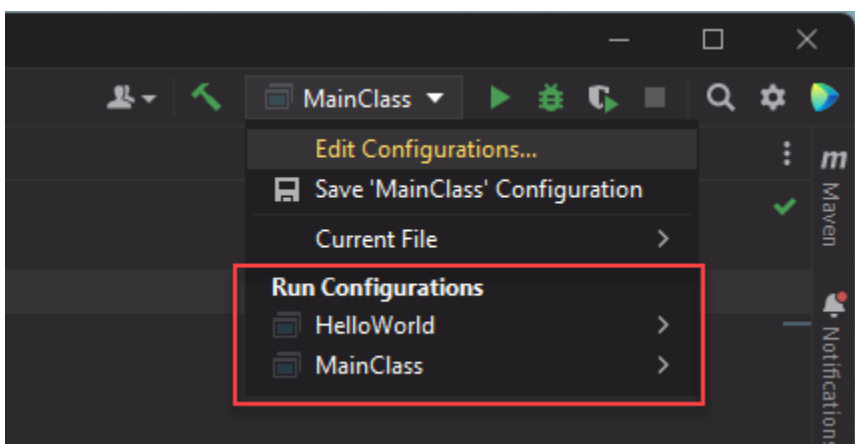 MainClass
Edit Configurations...
Save 'MainClass' Configuration
Current File
Run Configurations
HelloWorld
MainClass
m
Maven
Notifications